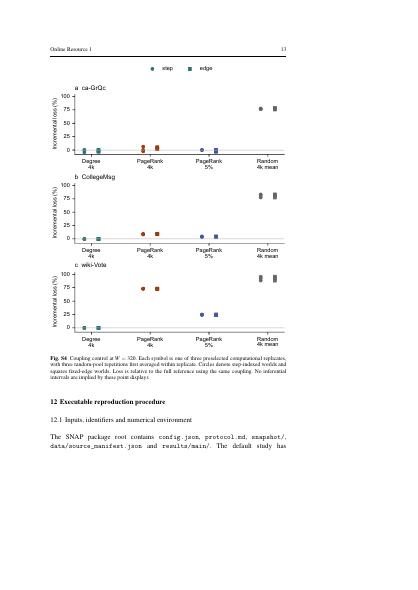 Online Resource 1 13
step edge
a ca-GrQc
Incremental loss (%)
100
75
50
25
0
Degree 4k
PageRank 4k
PageRank 5%
Random 4k mean
b CollegeMsg
Incremental loss (%)
100
75
50
25
0
Degree 4k
PageRank 4k
PageRank 5%
Random 4k mean
c wiki-Vote
Incremental loss (%)
100
75
50
25
0
Degree 4k
PageRank 4k
PageRank 5%
Random 4k mean
Fig. S4 Coupling control at W = 320. Each symbol is one of three preselected computational replicates,
with three random-pool repetitions first averaged within replicate. Circles denote step-indexed worlds and
squares fixed-edge worlds. Loss is relative to the full reference using the same coupling. No inferential
intervals are implied by these point displays.
12 Executable reproduction procedure
12.1 Inputs, identifiers and numerical environment
The SNAP package root contains config.json, protocol.md, snapshot/,
data/source_manifest.json and results/main/. The default study has